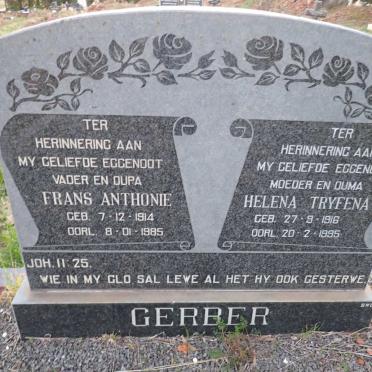 TER
HERINNERING AAN
MY GELIEFDE EGGENOOT
VADER EN OUPA
FRANS ANTHONIE
GEB. 7-12-1914
OORL. 8-01-1985
TER
HERINNERING AAN
MY GELIEFDE
MOEDER EN OUMA
HELENA TRYFENA
GEB. 27-9-1916
OORL. 20-2-1995
JOH. 11:25.
WIE IN MY GLO SAL LEWE AL HET HY OOK GESTERWE.
GERBER